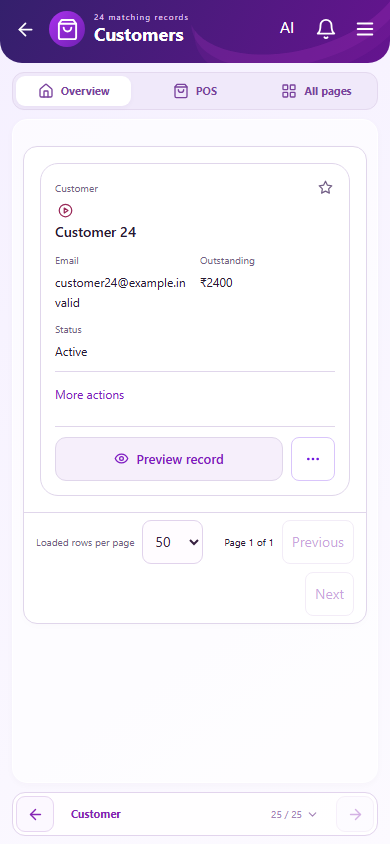 24 matching records
Customers
AI
Overview
POS
All pages
Customer
Customer 24
Email
Outstanding
customer24@example.in
valid
₹2400
Status
Active
More actions
Preview record
...
Loaded rows per page
50
Page 1 of 1
Previous
Next
Customer
25 / 25